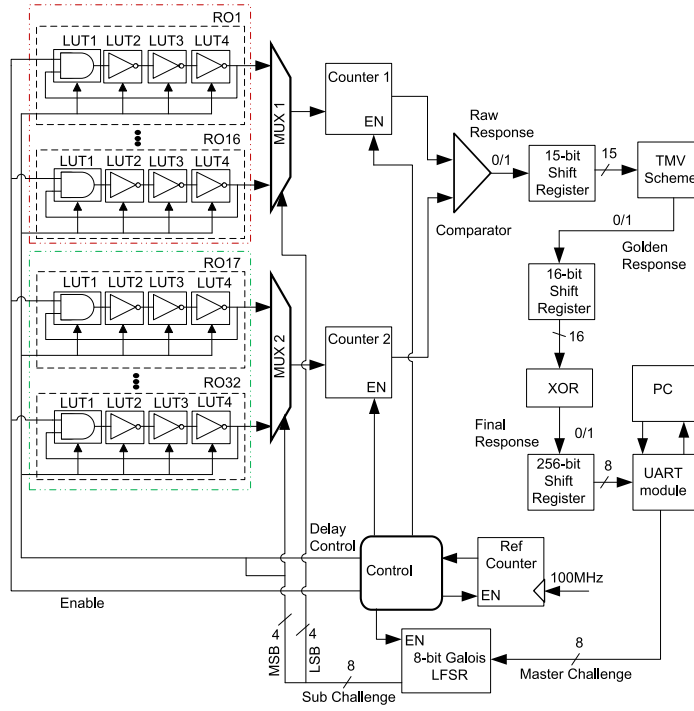 RO1
LUT1 LUT2 LUT3 LUT4
RO16
LUT1 LUT2 LUT3 LUT4
RO17
LUT1 LUT2 LUT3 LUT4
RO32
LUT1 LUT2 LUT3 LUT4
MUX 1
MUX 2
Counter 1
EN
Counter 2
EN
Raw
Response
0/1
Comparator
15-bit
Shift
Register
15
TMV
Scheme
0/1
Golden
Response
16-bit
Shift
Register
16
XOR
Final
Response
0/1
256-bit
Shift
Register
8
PC
UART
module
Delay
Control
Control
Ref
Counter
EN
100MHz
Enable
MSB
4
LSB
4
8
Sub Challenge
EN
8-bit Galois
LFSR
8
Master Challenge